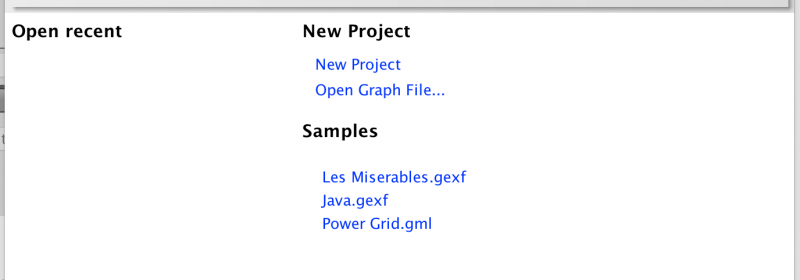 Open recent
New Project
New Project
Open Graph File...
Samples
Les Miserables.gexf
Java.gexf
Power Grid.gml